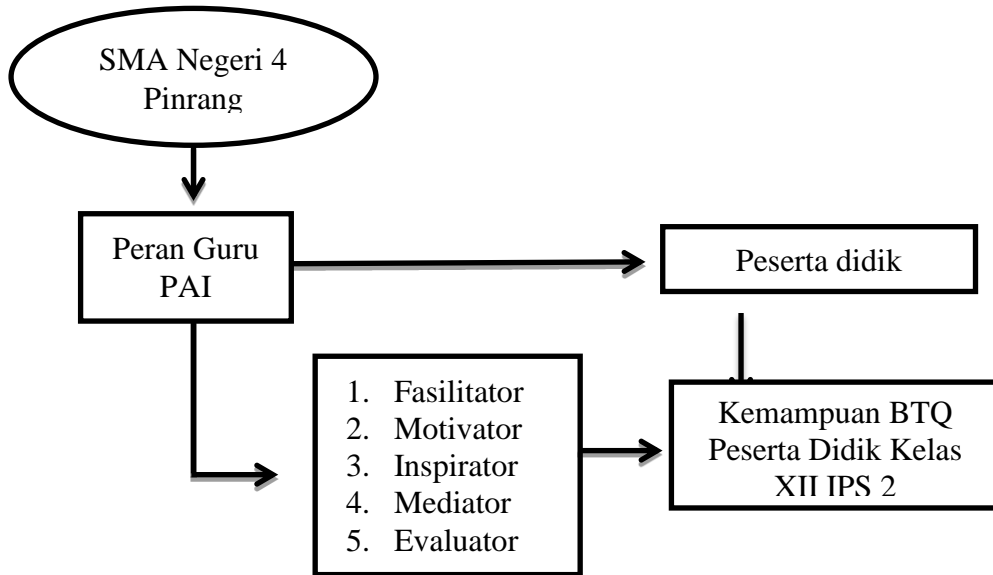 SMA Negeri 4
Pinrang
Peran Guru
PAI
Peserta didik
1. Fasilitator
2. Motivator
3. Inspirator
4. Mediator
5. Evaluator
Kemampuan BTQ
Peserta Didik Kelas
XII IPS 2